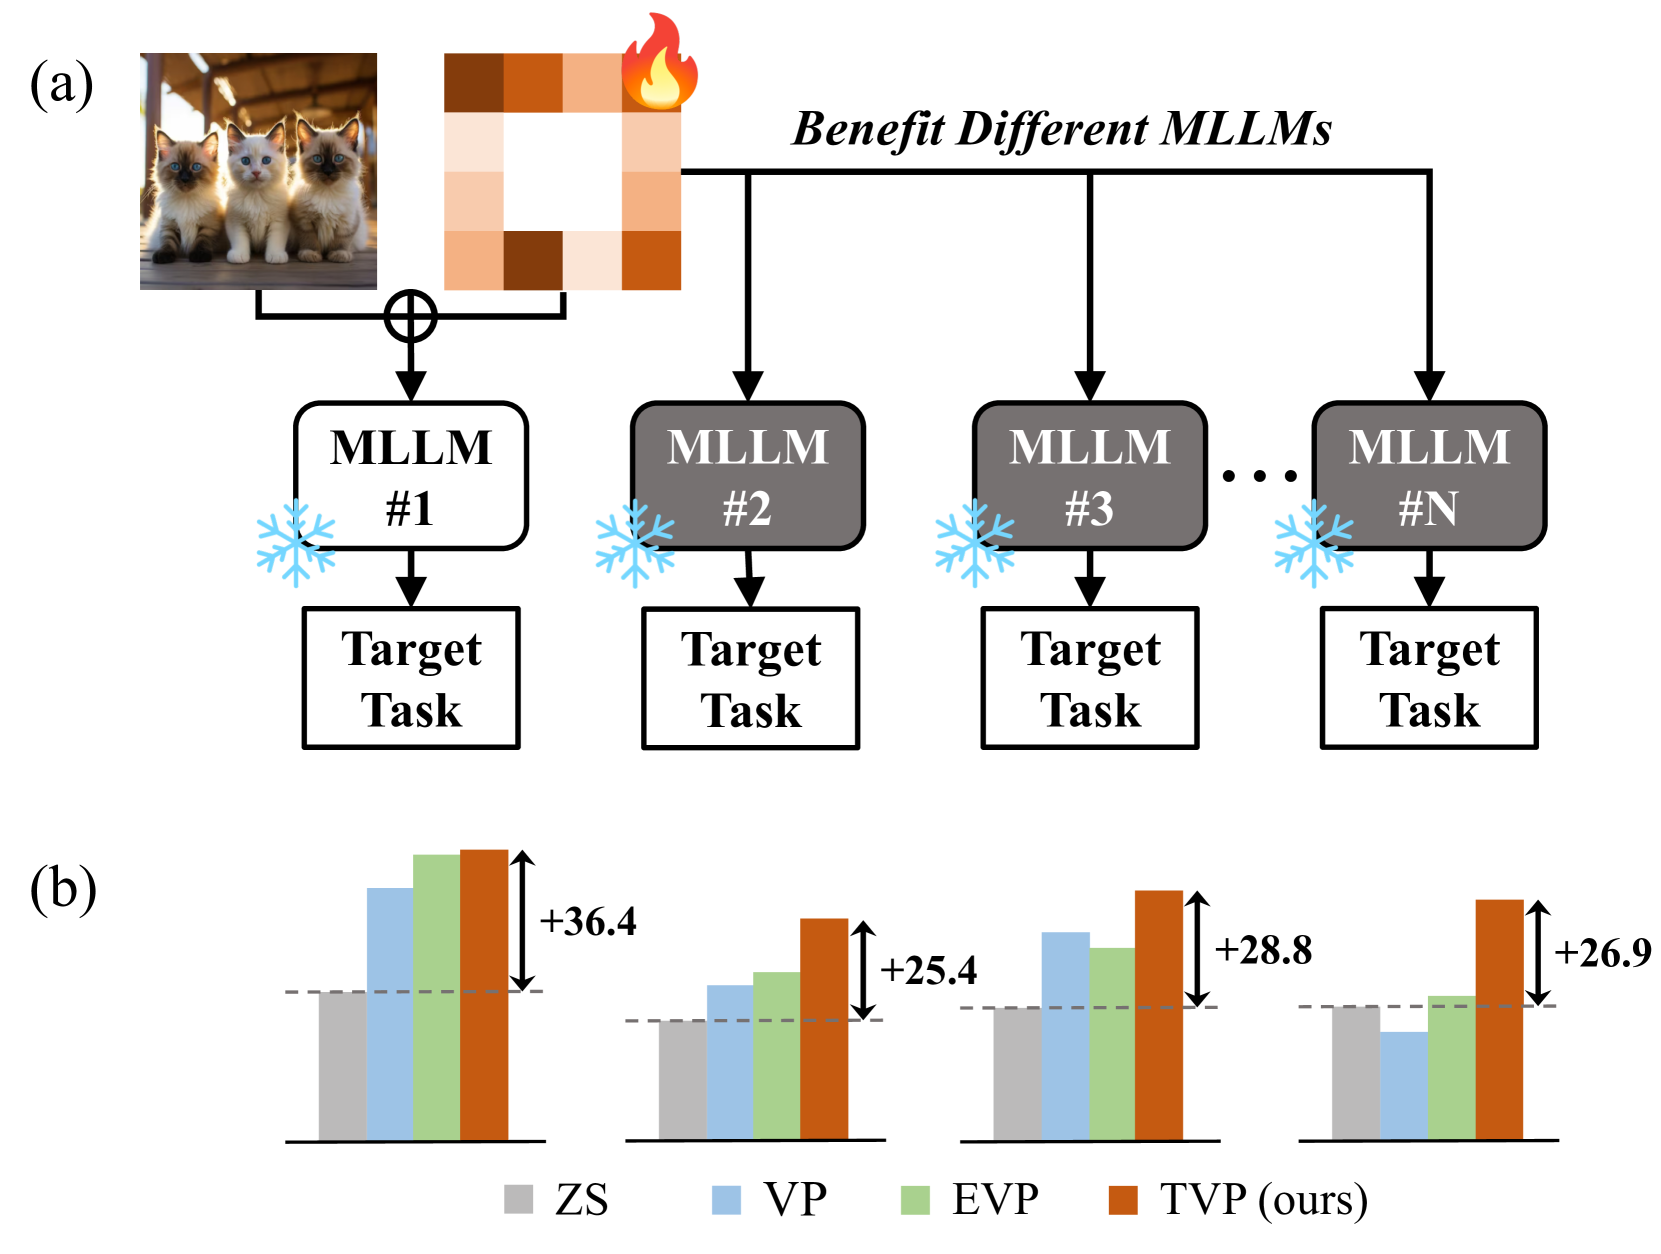 (a)
Benefit Different MLLMs
MLLM
#1
MLLM
#2
MLLM
#3
...
MLLM
#N
Target
Task
Target
Task
Target
Task
Target
Task
(b)
+36.4
+25.4
+28.8
+26.9
ZS
VP
EVP
TVP (ours)